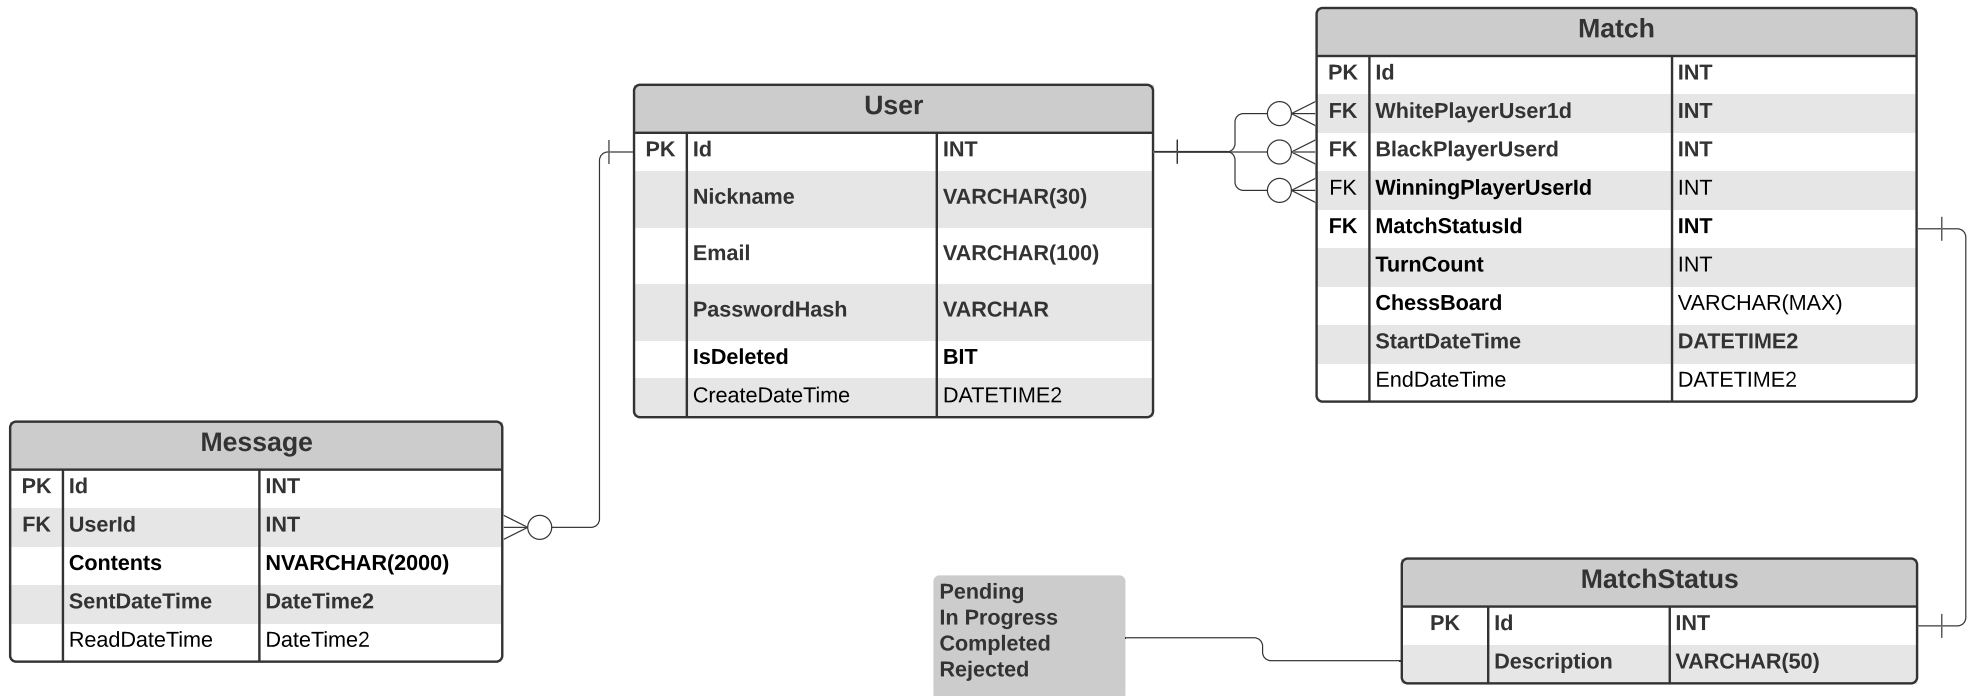 Match
PK Id INT
FK WhitePlayerUser1d INT
FK BlackPlayerUserd INT
FK WinningPlayerUserId INT
FK MatchStatusId INT
TurnCount INT
ChessBoard VARCHAR(MAX)
StartDateTime DATETIME2
EndDateTime DATETIME2
User
PK Id INT
Nickname VARCHAR(30)
Email VARCHAR(100)
PasswordHash VARCHAR
IsDeleted BIT
CreateDateTime DATETIME2
Message
PK Id INT
FK UserId INT
Contents NVARCHAR(2000)
SentDateTime DateTime2
ReadDateTime DateTime2
Pending
In Progress
Completed
Rejected
MatchStatus
PK Id INT
Description VARCHAR(50)